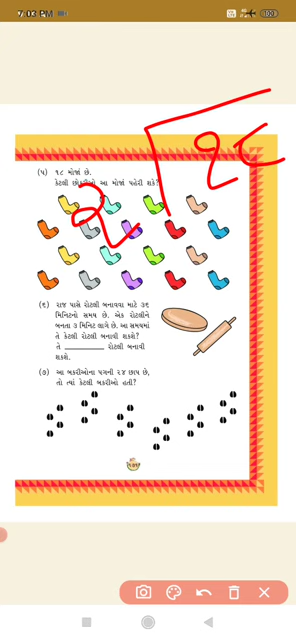 7:03 PM
100
(૫) ૧૮ મોજાં છે.
કેટલી છોકરીઓ આ મોજાં પહેરી શકે?
૧૮
૨
(૬) રાજ પાસે રોટલી બનાવવા માટે ૩૬
મિનિટનો સમય છે. એક રોટલીને
બનતા ૩ મિનિટ લાગે છે. આ સમયમાં
તે કેટલી રોટલી બનાવી શકશે?
તે ________ રોટલી બનાવી
શકશે.
(૭) આ બકરીઓના પગની ૨૪ છાપ છે,
તો ત્યાં કેટલી બકરીઓ હતી?